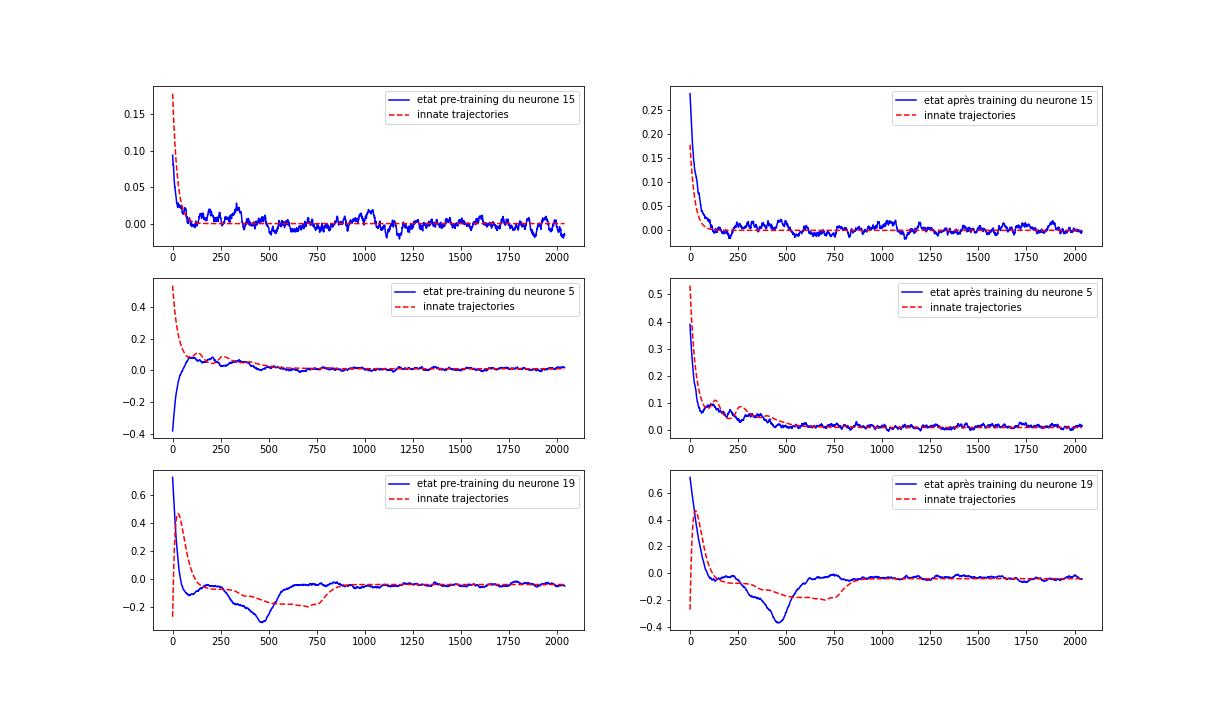 etat pre-training du neurone 15
innate trajectories
0.15
0.10
0.05
0.00
0 250 500 750 1000 1250 1500 1750 2000
etat après training du neurone 15
innate trajectories
0.25
0.20
0.15
0.10
0.05
0.00
0 250 500 750 1000 1250 1500 1750 2000
etat pre-training du neurone 5
innate trajectories
0.4
0.2
0.0
−0.2
−0.4
0 250 500 750 1000 1250 1500 1750 2000
etat après training du neurone 5
innate trajectories
0.5
0.4
0.3
0.2
0.1
0.0
0 250 500 750 1000 1250 1500 1750 2000
etat pre-training du neurone 19
innate trajectories
0.6
0.4
0.2
0.0
−0.2
0 250 500 750 1000 1250 1500 1750 2000
etat après training du neurone 19
innate trajectories
0.6
0.4
0.2
0.0
−0.2
−0.4
0 250 500 750 1000 1250 1500 1750 2000